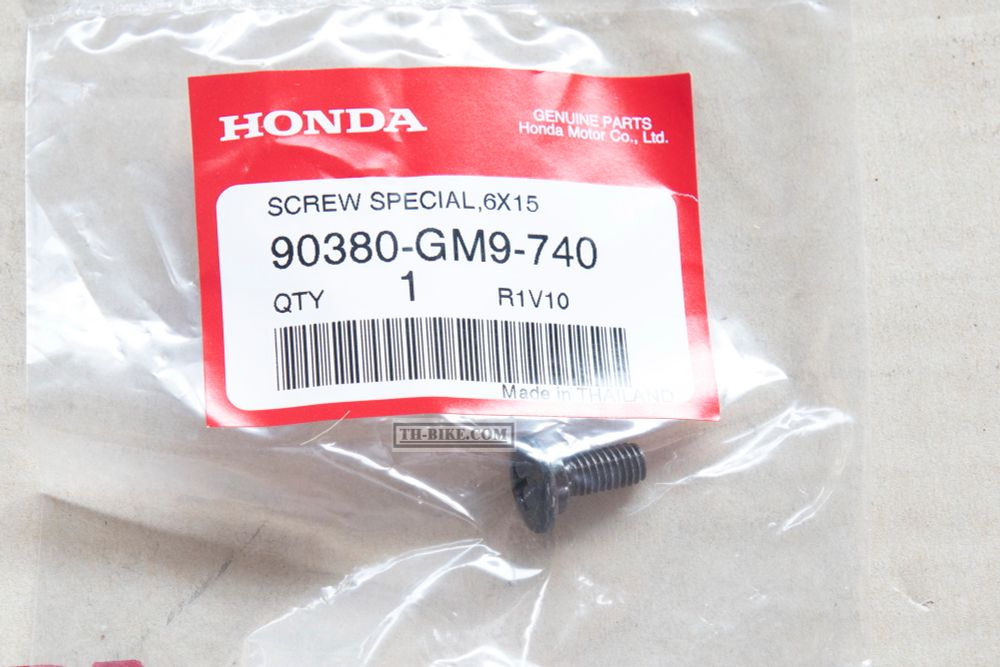 HONDA
GENUINE PARTS
Honda Motor Co., Ltd.
SCREW SPECIAL,6X15
90380-GM9-740
QTY 1 R1V10
Made in THAILAND
TH-BIKE.COM